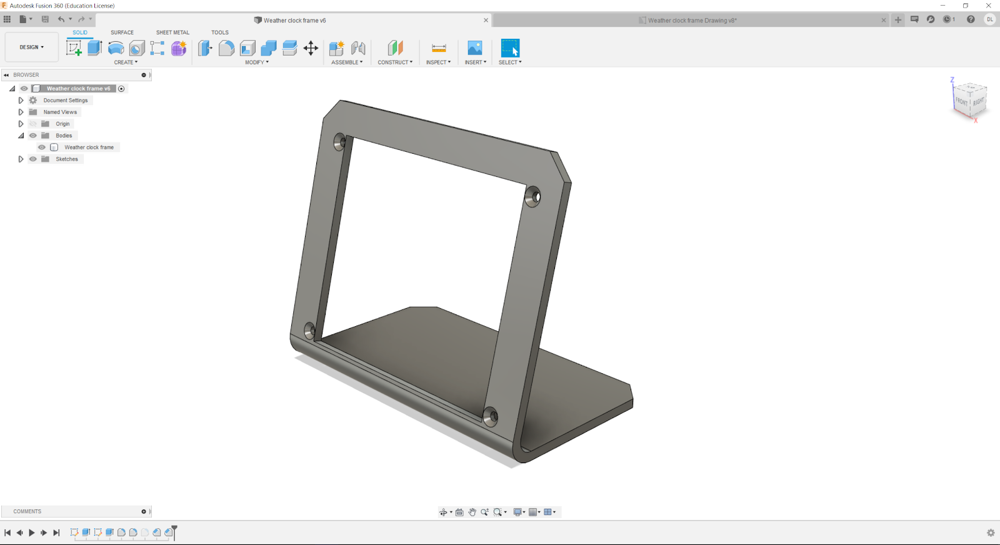 Autodesk Fusion 360 (Education License)
Weather clock frame v6
Weather clock frame Drawing v8*
1
DL
SOLID SURFACE SHEET METAL TOOLS
DESIGN
CREATE MODIFY ASSEMBLE CONSTRUCT INSPECT INSERT SELECT
BROWSER
Weather clock frame v6
Document Settings
Named Views
Origin
Bodies
Weather clock frame
Sketches
Z
FRONT RIGHT
X
COMMENTS